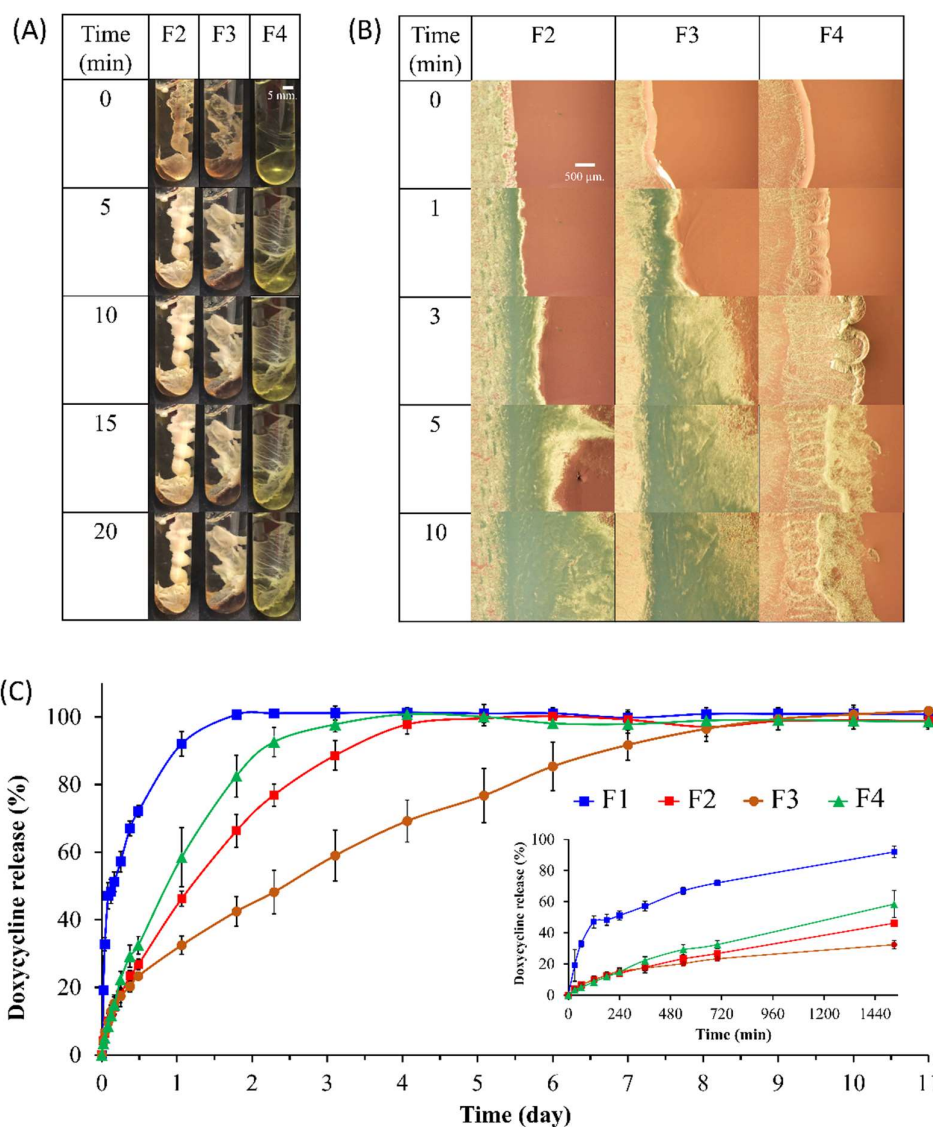 (A)
Time (min) F2 F3 F4
0
5 mm.
5
10
15
20
(B)
Time (min) F2 F3 F4
0
500 μm.
1
3
5
10
(C)
Doxycycline release (%)
100
80
60
40
20
0
F1 F2 F3 F4
Doxycycline release (%)
100
80
60
40
20
0
0 240 480 720 960 1200 1440
Time (min)
0 1 2 3 4 5 6 7 8 9 10 11
Time (day)